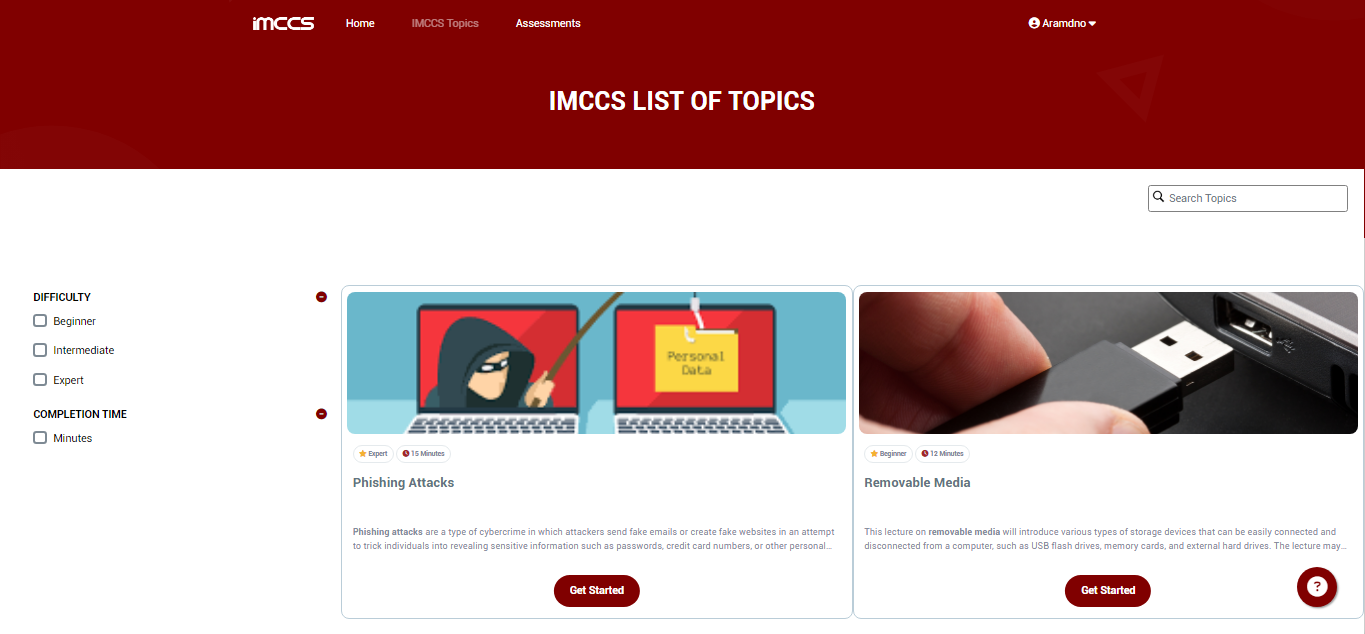 imccs Home IMCCS Topics Assessments Aramdno
IMCCS LIST OF TOPICS
Search Topics
DIFFICULTY
Beginner
Intermediate
Expert
COMPLETION TIME
Minutes
Personal
Data
Expert 15 Minutes
Phishing Attacks
Phishing attacks are a type of cybercrime in which attackers send fake emails or create fake websites in an attempt
to trick individuals into revealing sensitive information such as passwords, credit card numbers, or other personal...
Get Started
Beginner 12 Minutes
Removable Media
This lecture on removable media will introduce various types of storage devices that can be easily connected and
disconnected from a computer, such as USB flash drives, memory cards, and external hard drives. The lecture may...
Get Started
?